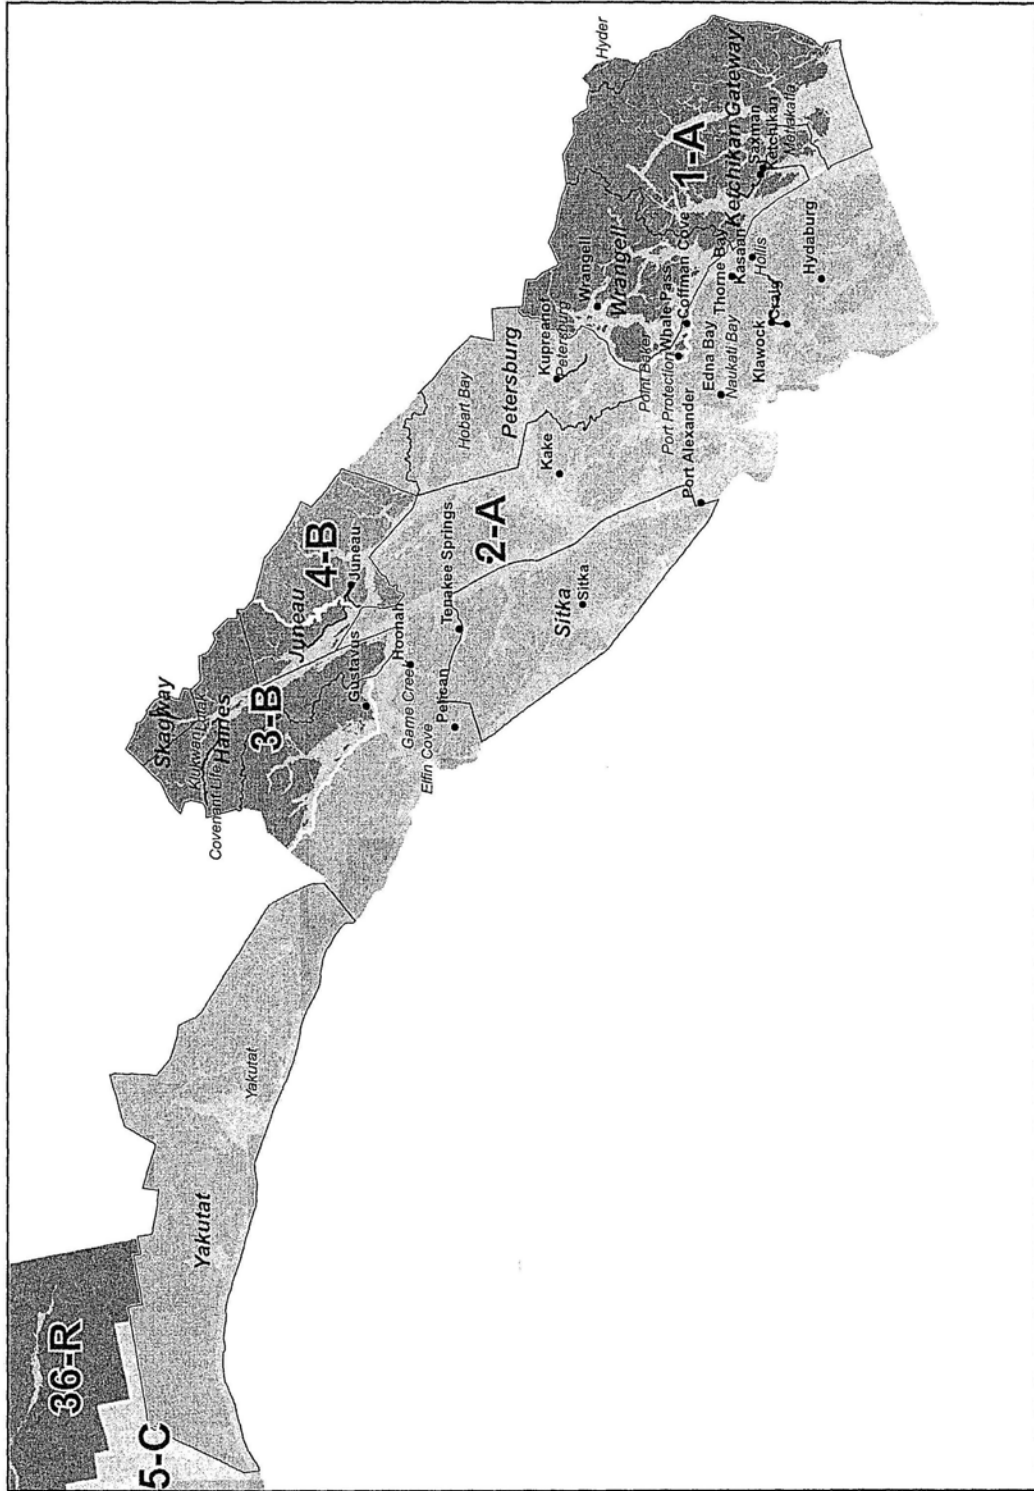 36-R
5-C
Yakutat
Yakutat
Skagway
Klukwan
Lutak
Covenant Life
Haines
3-B
Juneau
4-B
Juneau
Gustavus
Hoonah
Game Creek
Elfin Cove
Pelican
Tenakee Springs
2-A
Sitka
Sitka
Hobart Bay
Petersburg
Kake
Kupreanof
Petersburg
Port Alexander
Point Baker
Port Protection
Whale Pass
Coffman Cove
Edna Bay
Naukati Bay
Thorne Bay
Kasaan
Hollis
Klawock
Craig
Hydaburg
Wrangell
Wrangell
Hyder
1-A
Ketchikan Gateway
Saxman
Ketchikan
Metlakatla